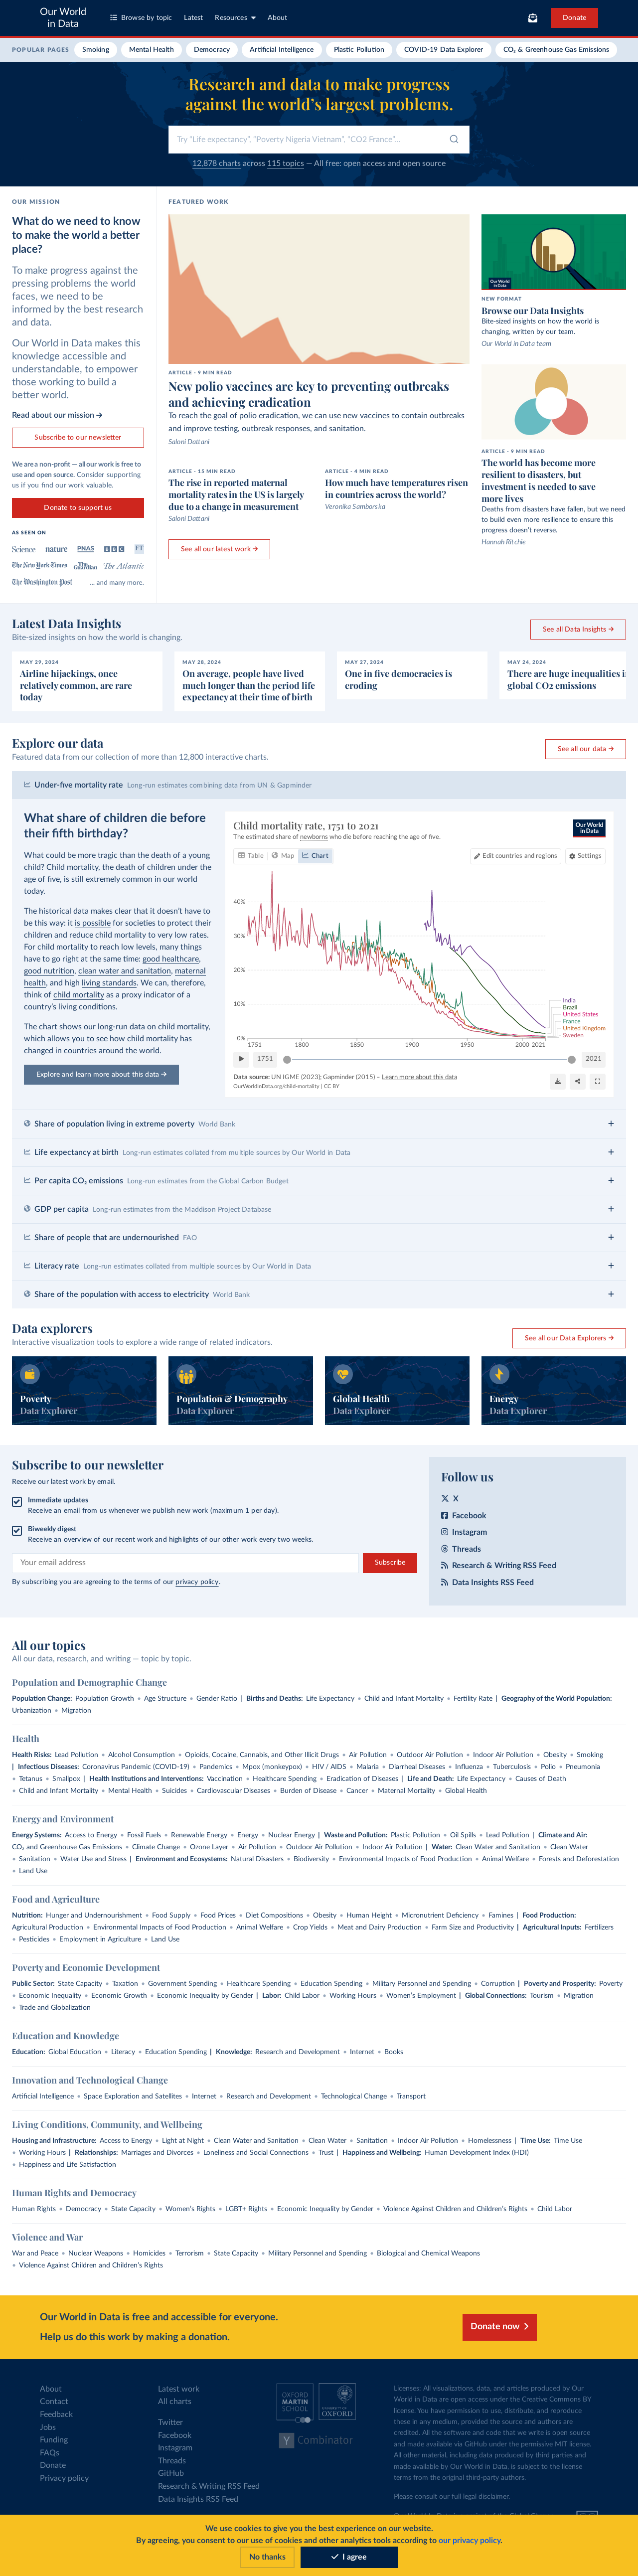 Our World
in Data
Browse by topic
Latest
Resources
About
Donate
POPULAR PAGES
Smoking
Mental Health
Democracy
Artificial Intelligence
Plastic Pollution
COVID-19 Data Explorer
CO₂ & Greenhouse Gas Emissions
Research and data to make progress
against the world's largest problems.
Try "Life expectancy", "Poverty Nigeria Vietnam", "CO2 France"...
12,878 charts across 115 topics — All free: open access and open source
OUR MISSION
What do we need to know
to make the world a better
place?
To make progress against the
pressing problems the world
faces, we need to be
informed by the best research
and data.
Our World in Data makes this
knowledge accessible and
understandable, to empower
those working to build a
better world.
Read about our mission →
Subscribe to our newsletter
We are a non-profit — all our work is free to
use and open source. Consider supporting
us if you find our work valuable.
Donate to support us
AS SEEN ON
Science
nature
PNAS
BBC
FT
The New York Times
The Guardian
The Atlantic
The Washington Post
... and many more.
FEATURED WORK
ARTICLE - 9 MIN READ
New polio vaccines are key to preventing outbreaks
and achieving eradication
To reach the goal of polio eradication, we can use new vaccines to contain outbreaks
and improve testing, outbreak responses, and sanitation.
Saloni Dattani
ARTICLE - 15 MIN READ
The rise in reported maternal
mortality rates in the US is largely
due to a change in measurement
Saloni Dattani
ARTICLE - 4 MIN READ
How much have temperatures risen
in countries across the world?
Veronika Samborska
See all our latest work →
Our World
in Data
NEW FORMAT
Browse our Data Insights
Bite-sized insights on how the world is
changing, written by our team.
Our World in Data team
ARTICLE - 9 MIN READ
The world has become more
resilient to disasters, but
investment is needed to save
more lives
Deaths from disasters have fallen, but we need
to build even more resilience to ensure this
progress doesn't reverse.
Hannah Ritchie
Latest Data Insights
Bite-sized insights on how the world is changing.
See all Data Insights →
MAY 29, 2024
Airline hijackings, once
relatively common, are rare
today
MAY 28, 2024
On average, people have lived
much longer than the period life
expectancy at their time of birth
MAY 27, 2024
One in five democracies is
eroding
MAY 24, 2024
There are huge inequalities in
global CO2 emissions
Explore our data
Featured data from our collection of more than 12,800 interactive charts.
See all our data →
Under-five mortality rate Long-run estimates combining data from UN & Gapminder
What share of children die before
their fifth birthday?
What could be more tragic than the death of a young
child? Child mortality, the death of children under the
age of five, is still extremely common in our world
today.
The historical data makes clear that it doesn't have to
be this way: it is possible for societies to protect their
children and reduce child mortality to very low rates.
For child mortality to reach low levels, many things
have to go right at the same time: good healthcare,
good nutrition, clean water and sanitation, maternal
health, and high living standards. We can, therefore,
think of child mortality as a proxy indicator of a
country's living conditions.
The chart shows our long-run data on child mortality,
which allows you to see how child mortality has
changed in countries around the world.
Explore and learn more about this data →
Child mortality rate, 1751 to 2021
The estimated share of newborns who die before reaching the age of five.
Our World
in Data
Table
Map
Chart
Edit countries and regions
Settings
40%
30%
20%
10%
0%
1751
1800
1850
1900
1950
2000
2021
India
Brazil
United States
France
United Kingdom
Sweden
1751
2021
Data source: UN IGME (2023); Gapminder (2015) – Learn more about this data
OurWorldInData.org/child-mortality | CC BY
Share of population living in extreme poverty World Bank +
Life expectancy at birth Long-run estimates collated from multiple sources by Our World in Data +
Per capita CO₂ emissions Long-run estimates from the Global Carbon Budget +
GDP per capita Long-run estimates from the Maddison Project Database +
Share of people that are undernourished FAO +
Literacy rate Long-run estimates collated from multiple sources by Our World in Data +
Share of the population with access to electricity World Bank +
Data explorers
Interactive visualization tools to explore a wide range of related indicators.
See all our Data Explorers →
Poverty
Data Explorer
Population & Demography
Data Explorer
Global Health
Data Explorer
Energy
Data Explorer
Subscribe to our newsletter
Receive our latest work by email.
Immediate updates
Receive an email from us whenever we publish new work (maximum 1 per day).
Biweekly digest
Receive an overview of our recent work and highlights of our other work every two weeks.
Your email address
Subscribe
By subscribing you are agreeing to the terms of our privacy policy.
Follow us
X
Facebook
Instagram
Threads
Research & Writing RSS Feed
Data Insights RSS Feed
All our topics
All our data, research, and writing — topic by topic.
Population and Demographic Change
Population Change: Population Growth • Age Structure • Gender Ratio | Births and Deaths: Life Expectancy • Child and Infant Mortality • Fertility Rate | Geography of the World Population:
Urbanization • Migration
Health
Health Risks: Lead Pollution • Alcohol Consumption • Opioids, Cocaine, Cannabis, and Other Illicit Drugs • Air Pollution • Outdoor Air Pollution • Indoor Air Pollution • Obesity • Smoking
| Infectious Diseases: Coronavirus Pandemic (COVID-19) • Pandemics • Mpox (monkeypox) • HIV / AIDS • Malaria • Diarrheal Diseases • Influenza • Tuberculosis • Polio • Pneumonia
• Tetanus • Smallpox | Health Institutions and Interventions: Vaccination • Healthcare Spending • Eradication of Diseases | Life and Death: Life Expectancy • Causes of Death
• Child and Infant Mortality • Mental Health • Suicides • Cardiovascular Diseases • Burden of Disease • Cancer • Maternal Mortality • Global Health
Energy and Environment
Energy Systems: Access to Energy • Fossil Fuels • Renewable Energy • Energy • Nuclear Energy | Waste and Pollution: Plastic Pollution • Oil Spills • Lead Pollution | Climate and Air:
CO₂ and Greenhouse Gas Emissions • Climate Change • Ozone Layer • Air Pollution • Outdoor Air Pollution • Indoor Air Pollution | Water: Clean Water and Sanitation • Clean Water
• Sanitation • Water Use and Stress | Environment and Ecosystems: Natural Disasters • Biodiversity • Environmental Impacts of Food Production • Animal Welfare • Forests and Deforestation
• Land Use
Food and Agriculture
Nutrition: Hunger and Undernourishment • Food Supply • Food Prices • Diet Compositions • Obesity • Human Height • Micronutrient Deficiency • Famines | Food Production:
Agricultural Production • Environmental Impacts of Food Production • Animal Welfare • Crop Yields • Meat and Dairy Production • Farm Size and Productivity | Agricultural Inputs: Fertilizers
• Pesticides • Employment in Agriculture • Land Use
Poverty and Economic Development
Public Sector: State Capacity • Taxation • Government Spending • Healthcare Spending • Education Spending • Military Personnel and Spending • Corruption | Poverty and Prosperity: Poverty
• Economic Inequality • Economic Growth • Economic Inequality by Gender | Labor: Child Labor • Working Hours • Women's Employment | Global Connections: Tourism • Migration
• Trade and Globalization
Education and Knowledge
Education: Global Education • Literacy • Education Spending | Knowledge: Research and Development • Internet • Books
Innovation and Technological Change
Artificial Intelligence • Space Exploration and Satellites • Internet • Research and Development • Technological Change • Transport
Living Conditions, Community, and Wellbeing
Housing and Infrastructure: Access to Energy • Light at Night • Clean Water and Sanitation • Clean Water • Sanitation • Indoor Air Pollution • Homelessness | Time Use: Time Use
• Working Hours | Relationships: Marriages and Divorces • Loneliness and Social Connections • Trust | Happiness and Wellbeing: Human Development Index (HDI)
• Happiness and Life Satisfaction
Human Rights and Democracy
Human Rights • Democracy • State Capacity • Women's Rights • LGBT+ Rights • Economic Inequality by Gender • Violence Against Children and Children's Rights • Child Labor
Violence and War
War and Peace • Nuclear Weapons • Homicides • Terrorism • State Capacity • Military Personnel and Spending • Biological and Chemical Weapons
• Violence Against Children and Children's Rights
Our World in Data is free and accessible for everyone.
Help us do this work by making a donation.
Donate now
About
Contact
Feedback
Jobs
Funding
FAQs
Donate
Privacy policy
Latest work
All charts
Twitter
Facebook
Instagram
Threads
GitHub
Research & Writing RSS Feed
Data Insights RSS Feed
OXFORD
MARTIN
SCHOOL
UNIVERSITY OF
OXFORD
Y Combinator
Licenses: All visualizations, data, and articles produced by Our
World in Data are open access under the Creative Commons BY
license. You have permission to use, distribute, and reproduce
these in any medium, provided the source and authors are
credited. All the software and code that we write is open source
and made available via GitHub under the permissive MIT license.
All other material, including data produced by third parties and
made available by Our World in Data, is subject to the license
terms from the original third-party authors.
Please consult our full legal disclaimer.
We use cookies to give you the best experience on our website.
By agreeing, you consent to our use of cookies and other analytics tools according to our privacy policy.
No thanks
I agree